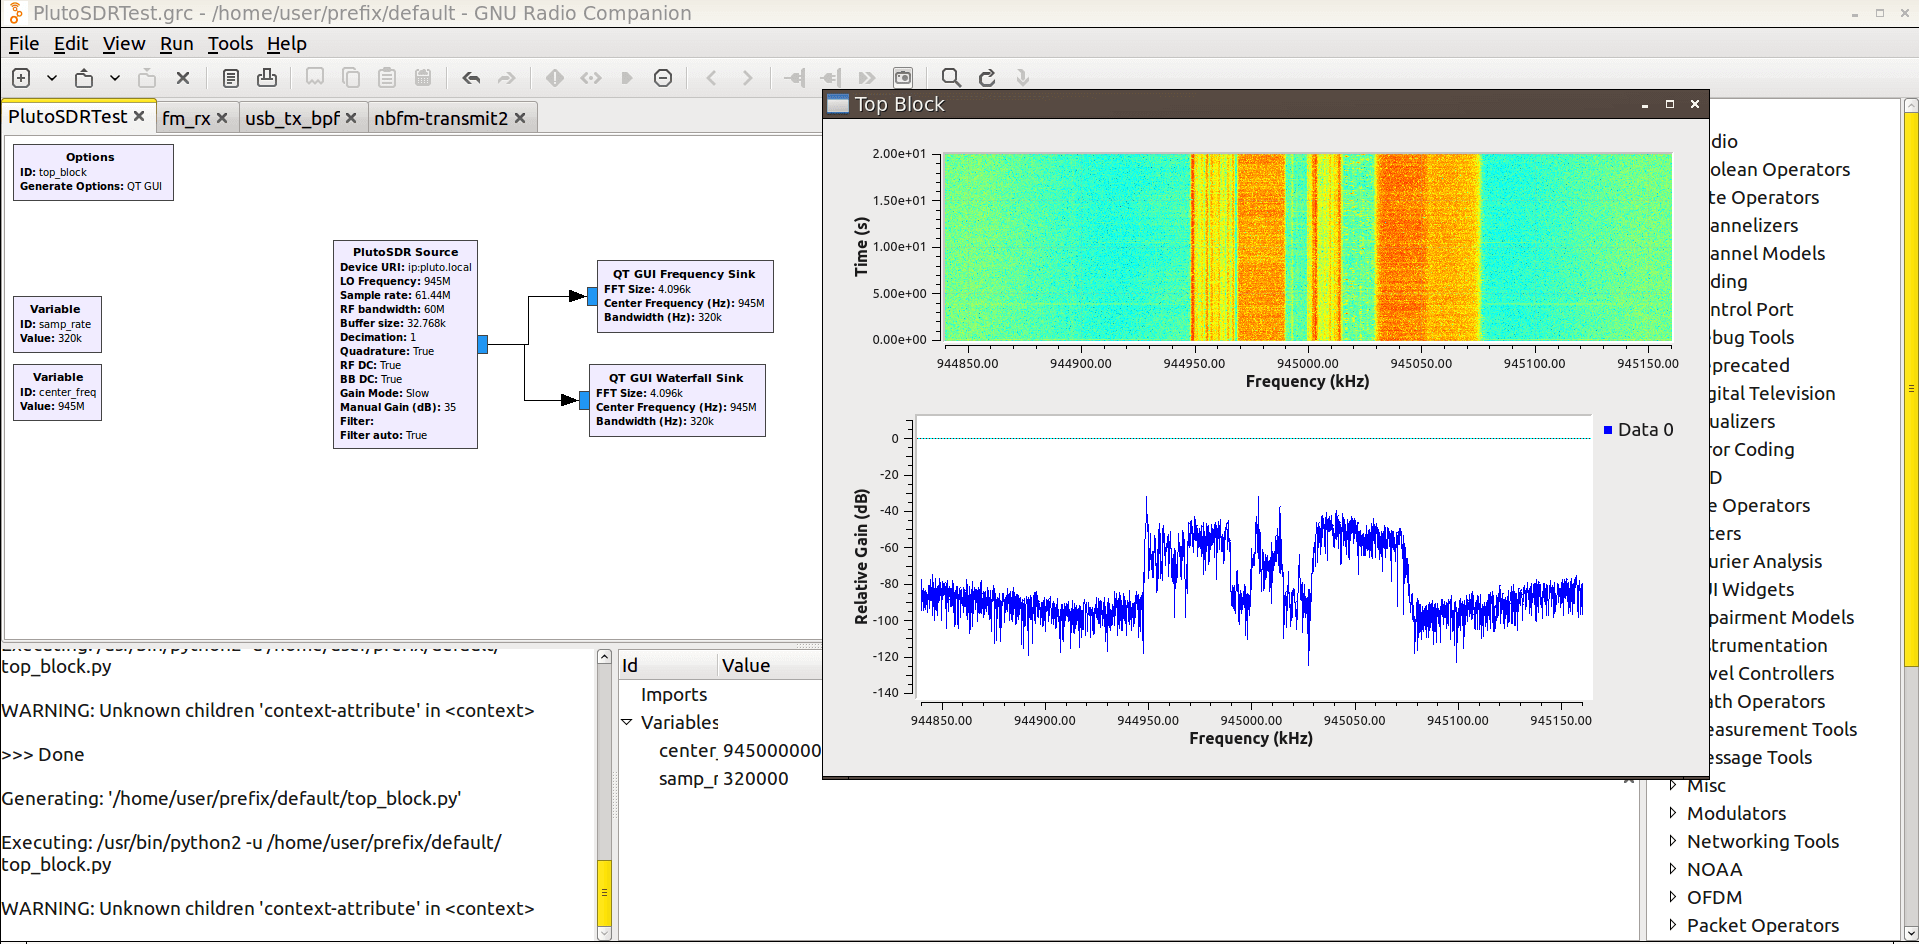 PlutoSDRTest.grc - /home/user/prefix/default - GNU Radio Companion
File Edit View Run Tools Help
PlutoSDRTest
fm_rx
usb_tx_bpf
nbfm-transmit2
Options
ID: top_block
Generate Options: QT GUI
Variable
ID: samp_rate
Value: 320k
Variable
ID: center_freq
Value: 945M
PlutoSDR Source
Device URI: ip:pluto.local
LO Frequency: 945M
Sample rate: 61.44M
RF bandwidth: 60M
Buffer size: 32.768k
Decimation: 1
Quadrature: True
RF DC: True
BB DC: True
Gain Mode: Slow
Manual Gain (dB): 35
Filter:
Filter auto: True
QT GUI Frequency Sink
FFT Size: 4.096k
Center Frequency (Hz): 945M
Bandwidth (Hz): 320k
QT GUI Waterfall Sink
FFT Size: 4.096k
Center Frequency (Hz): 945M
Bandwidth (Hz): 320k
Top Block
2.00e+01
1.50e+01
1.00e+01
5.00e+00
0.00e+00
Time (s)
944850.00 944900.00 944950.00 945000.00 945050.00 945100.00 945150.00
Frequency (kHz)
0
-20
-40
-60
-80
-100
-120
-140
Relative Gain (dB)
Data 0
944850.00 944900.00 944950.00 945000.00 945050.00 945100.00 945150.00
Frequency (kHz)
dio
olean Operators
te Operators
annelizers
annel Models
ding
ntrol Port
bug Tools
precated
gital Television
ualizers
ror Coding
D
e Operators
ters
urier Analysis
I Widgets
pairment Models
strumentation
vel Controllers
ath Operators
easurement Tools
essage Tools
Misc
Modulators
Networking Tools
NOAA
OFDM
Packet Operators
Executing: /usr/bin/python2 -u /home/user/prefix/default/
top_block.py
WARNING: Unknown children 'context-attribute' in <context>
>>> Done
Generating: '/home/user/prefix/default/top_block.py'
Executing: /usr/bin/python2 -u /home/user/prefix/default/
top_block.py
WARNING: Unknown children 'context-attribute' in <context>
Id Value
Imports
Variables
center_ 945000000
samp_r 320000